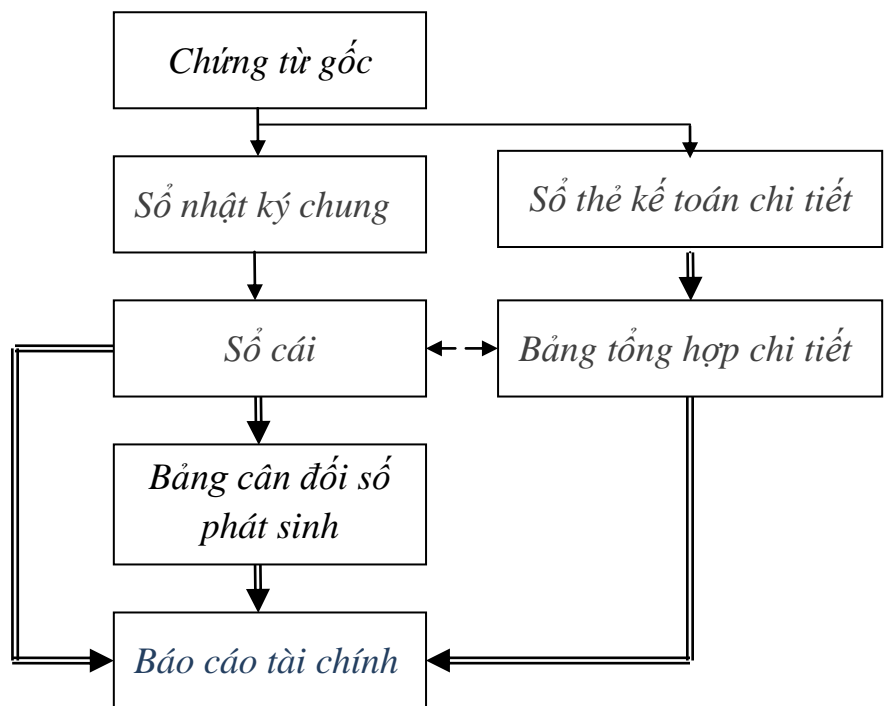 Chứng từ gốc
Sổ nhật ký chung
Sổ thẻ kế toán chi tiết
Sổ cái
Bảng tổng hợp chi tiết
Bảng cân đối số
phát sinh
Báo cáo tài chính